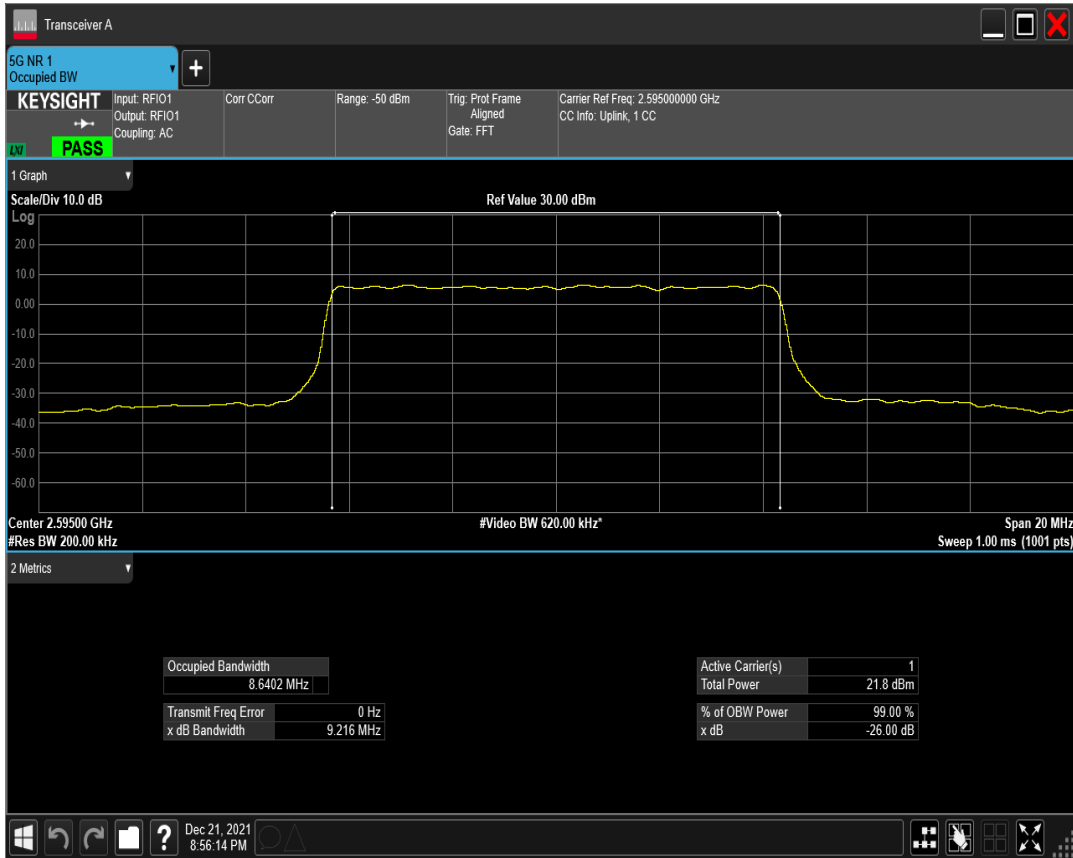 Transceiver A
5G NR 1
Occupied BW
+
KEYSIGHT
LXI
PASS
Input: RFIO1
Output: RFIO1
Coupling: AC
Corr CCorr
Range: -50 dBm
Trig: Prot Frame
Aligned
Gate: FFT
Carrier Ref Freq: 2.595000000 GHz
CC Info: Uplink, 1 CC
1 Graph
Scale/Div 10.0 dB
Ref Value 30.00 dBm
Log
20.0
10.0
0.00
-10.0
-20.0
-30.0
-40.0
-50.0
-60.0
Center 2.59500 GHz
#Video BW 620.00 kHz*
Span 20 MHz
#Res BW 200.00 kHz
Sweep 1.00 ms (1001 pts)
2 Metrics
Occupied Bandwidth
8.6402 MHz
Transmit Freq Error 0 Hz
x dB Bandwidth 9.216 MHz
Active Carrier(s) 1
Total Power 21.8 dBm
% of OBW Power 99.00 %
x dB -26.00 dB
?
Dec 21, 2021
8:56:14 PM